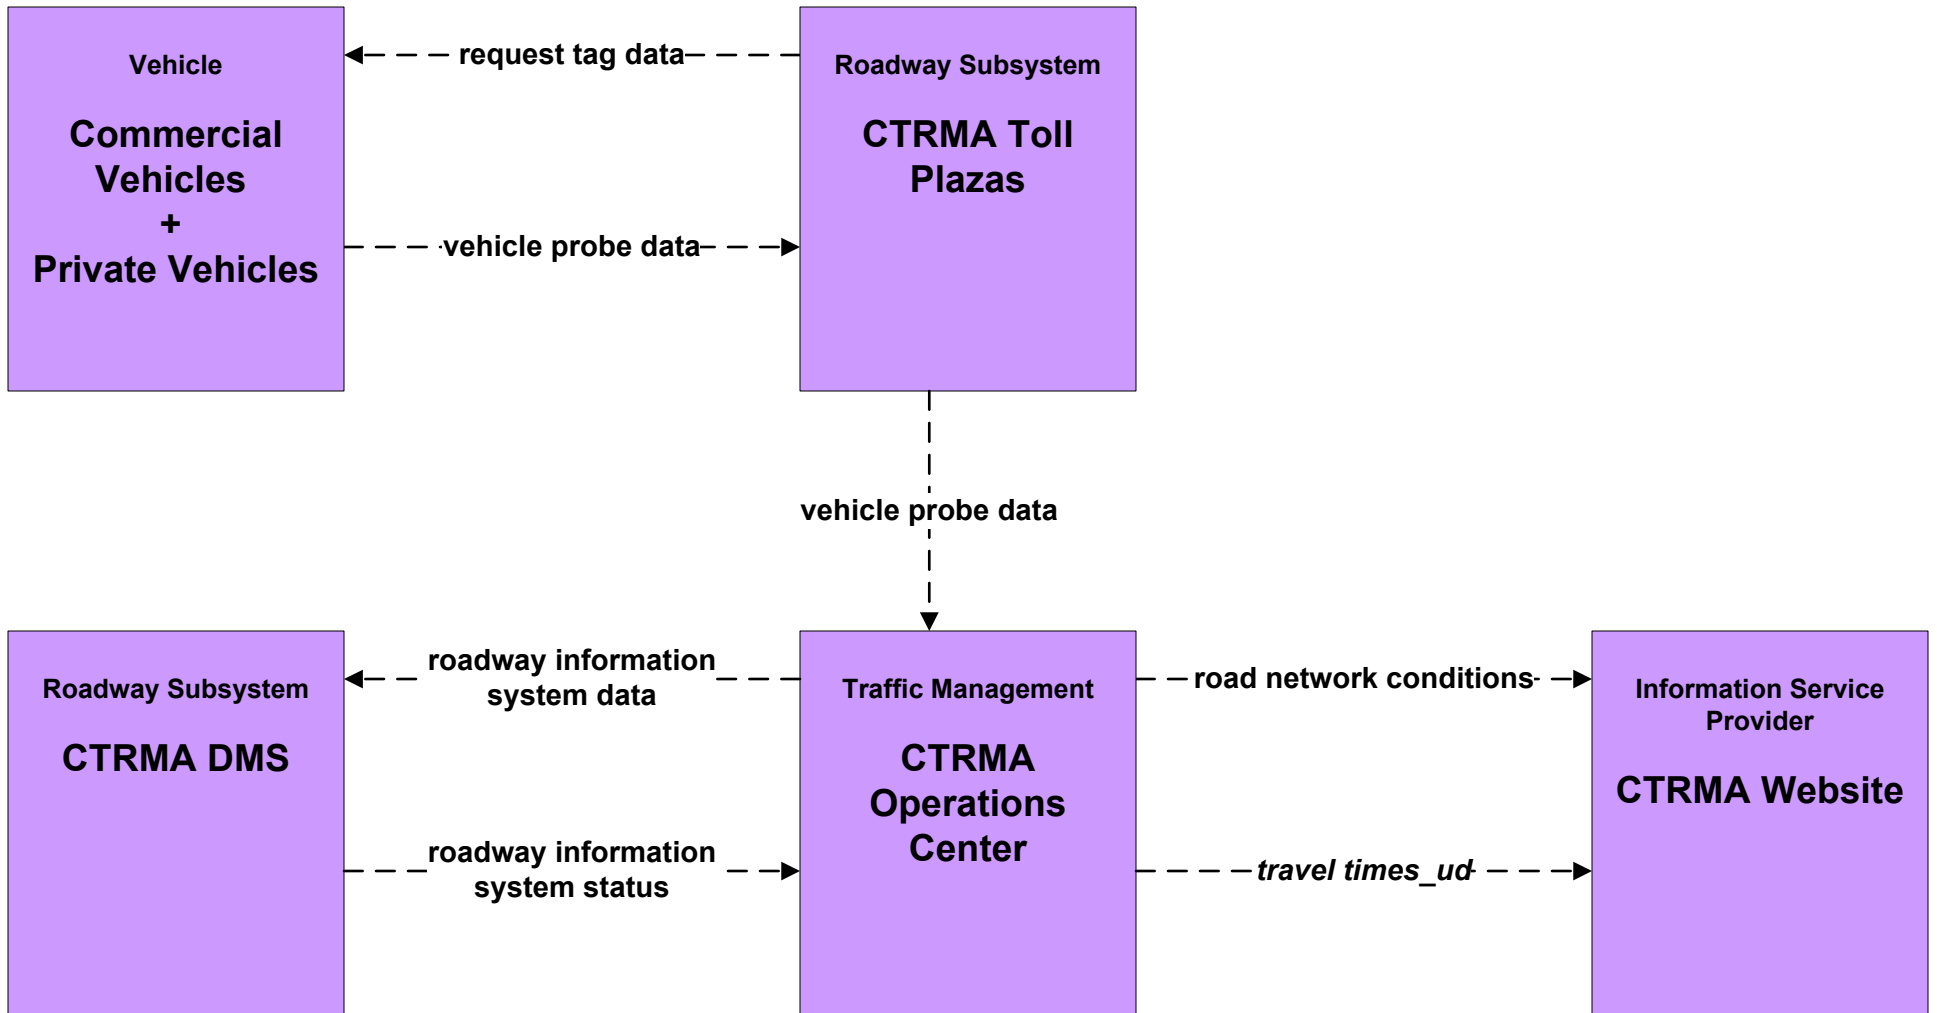 Vehicle
Commercial
Vehicles
+
Private Vehicles
request tag data
vehicle probe data
Roadway Subsystem
CTRMA Toll
Plazas
vehicle probe data
Roadway Subsystem
CTRMA DMS
roadway information
system data
roadway information
system status
Traffic Management
CTRMA
Operations
Center
road network conditions
travel times_ud
Information Service
Provider
CTRMA Website